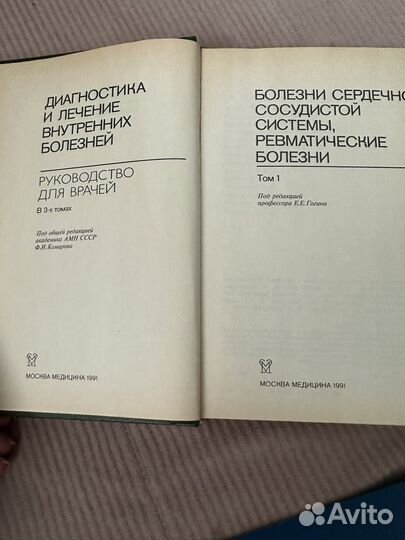 ДИАГНОСТИКА
И ЛЕЧЕНИЕ
ВНУТРЕННИХ
БОЛЕЗНЕЙ
РУКОВОДСТВО
ДЛЯ ВРАЧЕЙ
В 3-х томах
Под общей редакцией
академика АМН СССР
Ф.И.Комарова
МОСКВА МЕДИЦИНА 1991
БОЛЕЗНИ СЕРДЕЧНО
СОСУДИСТОЙ
СИСТЕМЫ,
РЕВМАТИЧЕСКИЕ
БОЛЕЗНИ
Том 1
Под редакцией
профессора Е.Е.Гогина
МОСКВА МЕДИЦИНА 1991
Avito